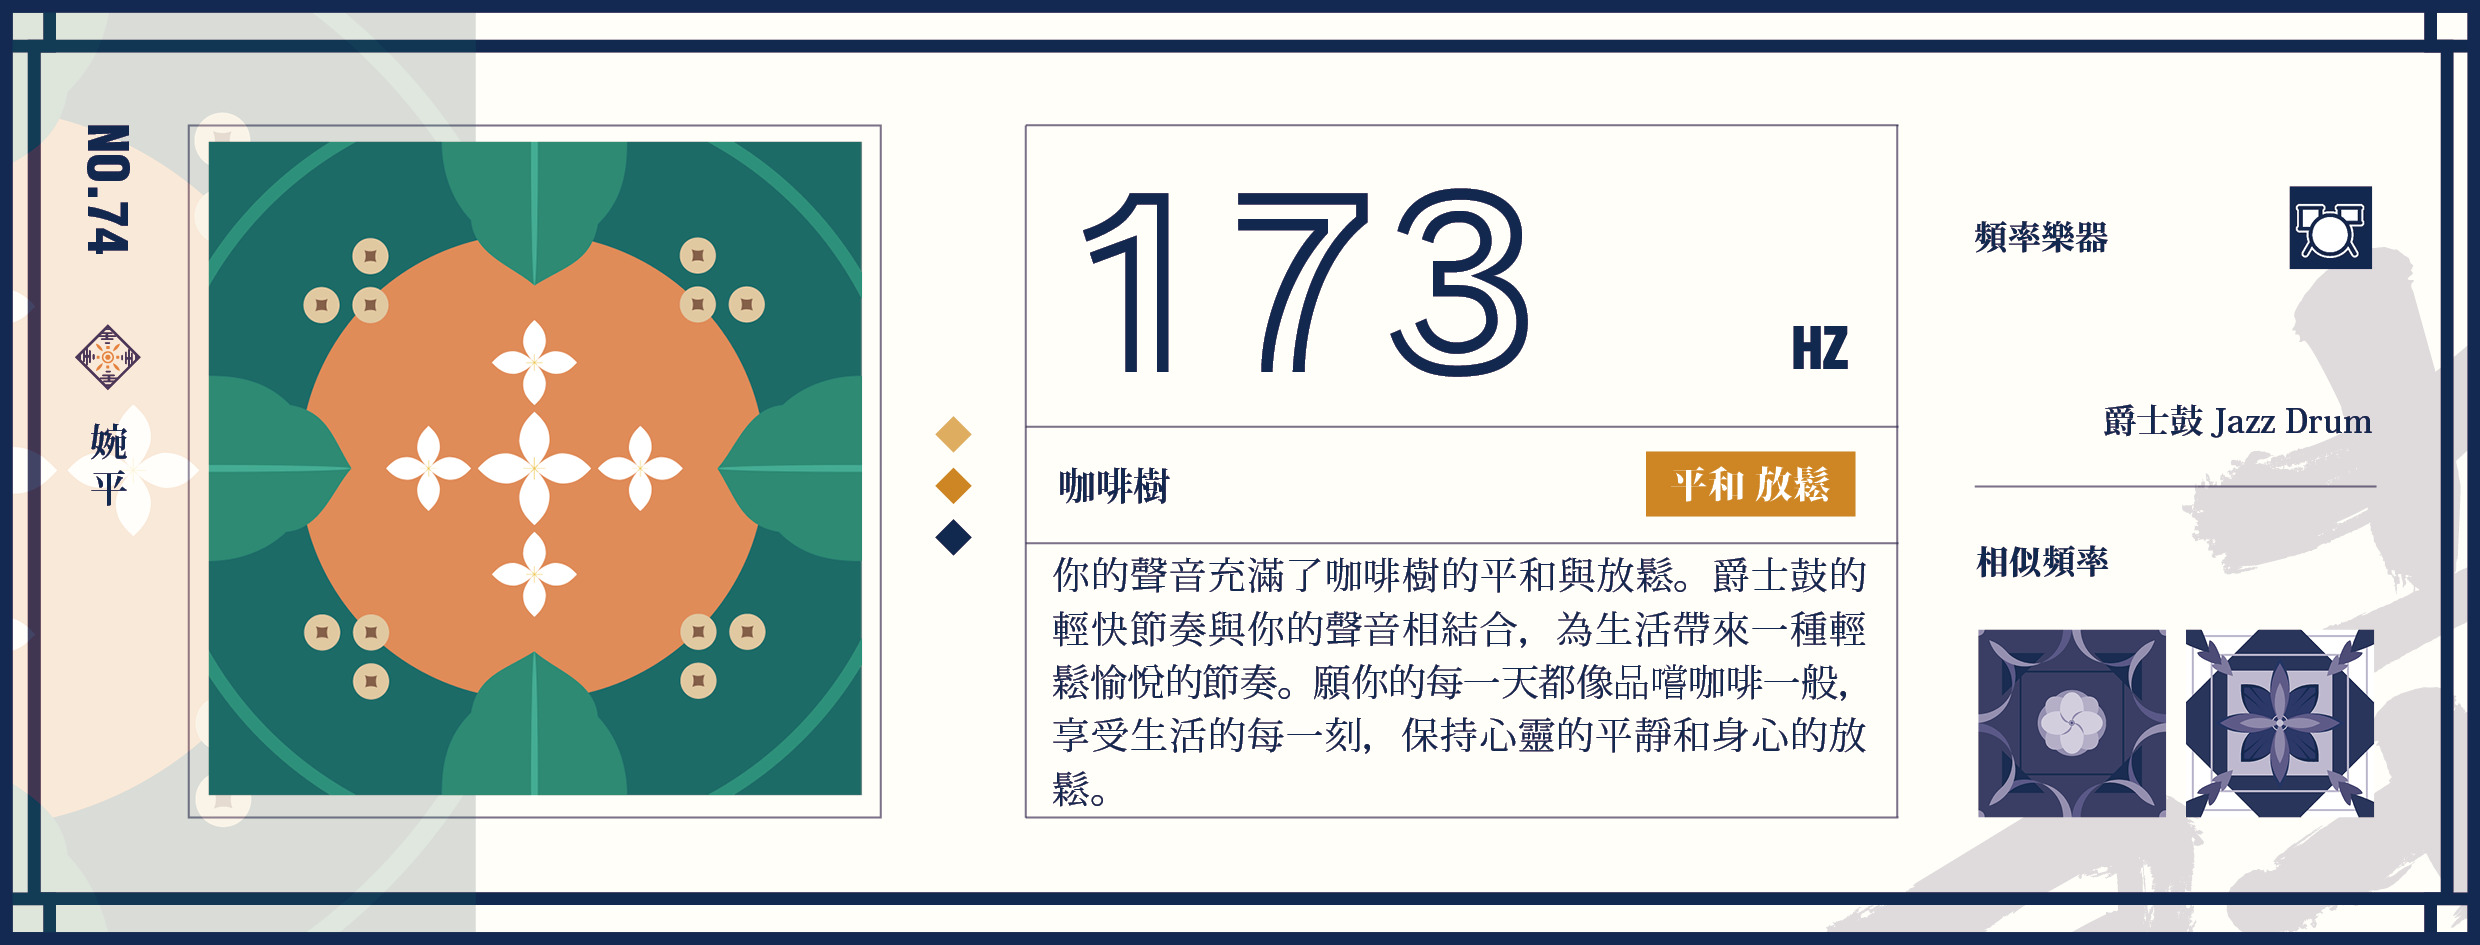 NO.74
婉平
173
HZ
咖啡樹
平和 放鬆
你的聲音充滿了咖啡樹的平和與放鬆。爵士鼓的
輕快節奏與你的聲音相結合，為生活帶來一種輕
鬆愉悅的節奏。願你的每一天都像品嚐咖啡一般，
享受生活的每一刻，保持心靈的平靜和身心的放
鬆。
頻率樂器
爵士鼓 Jazz Drum
相似頻率